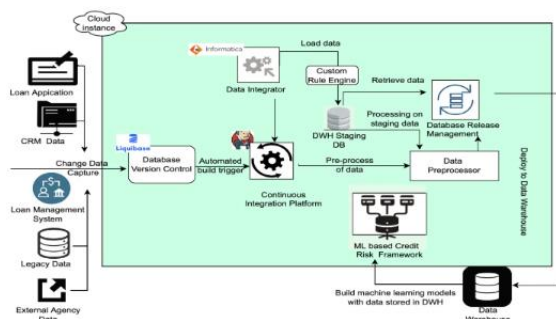 Cloud
instance
Informatica
Load data
Custom
Rule Engine
Data Integrator
Retrieve data
Loan Appication
Processing on
staging data
DWH Staging
DB
Database Release
Management
CRM Data
Liquibase
Change Data
Capture
Database
Version Control
Automated
build trigger
Pre-process
of data
Data
Preprocessor
Continuous
Integration Platform
Deploy to Data
Warehouse
Loan Management
System
ML based Credit
Risk Framework
Legacy Data
Build machine learning models
with data stored in DWH
External Agency
Data
Data
Warehouse